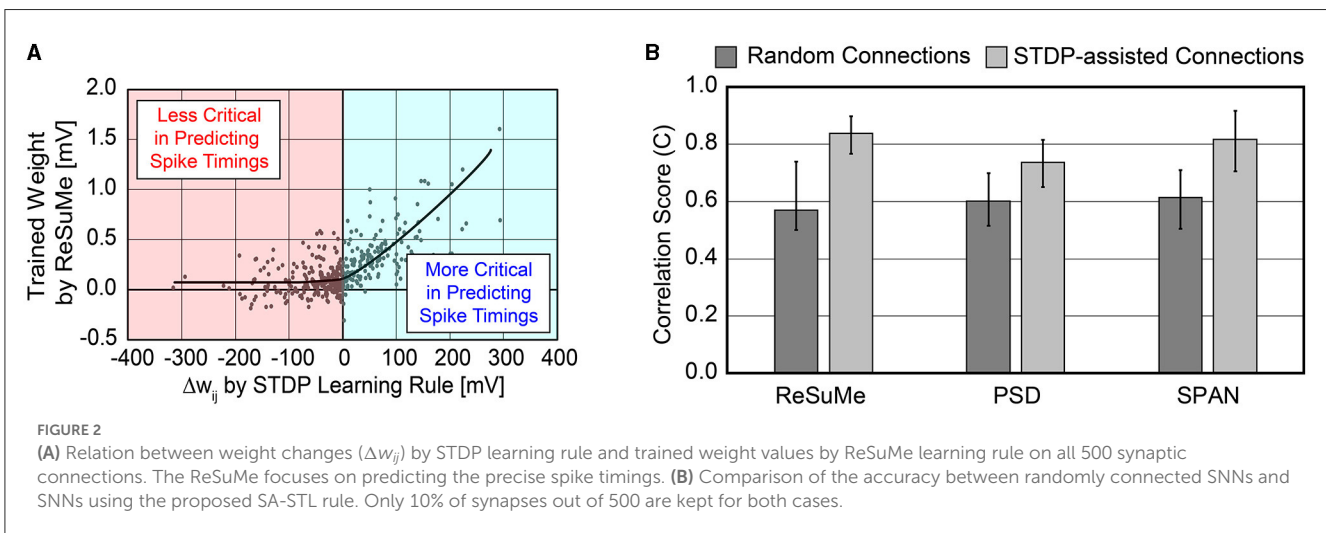 A
Less Critical
in Predicting
Spike Timings
More Critical
in Predicting
Spike Timings
Trained Weight
by ReSuMe [mV]
2.0
1.5
1.0
0.5
0.0
-0.5
-400 -300 -200 -100 0 100 200 300 400
Δwij by STDP Learning Rule [mV]
B
Random Connections STDP-assisted Connections
Correlation Score (C)
1.0
0.8
0.6
0.4
0.2
0.0
ReSuMe PSD SPAN
FIGURE 2
(A) Relation between weight changes (Δwij) by STDP learning rule and trained weight values by ReSuMe learning rule on all 500 synaptic
connections. The ReSuMe focuses on predicting the precise spike timings. (B) Comparison of the accuracy between randomly connected SNNs and
SNNs using the proposed SA-STL rule. Only 10% of synapses out of 500 are kept for both cases.